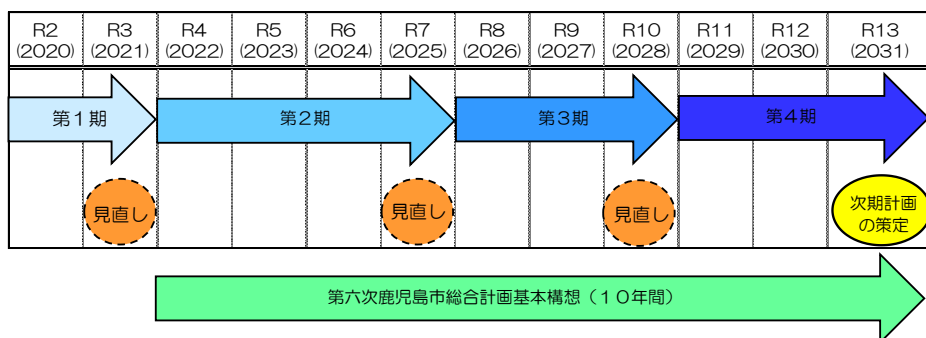 R2 R3 R4 R5 R6 R7 R8 R9 R10 R11 R12 R13
(2020) (2021) (2022) (2023) (2024) (2025) (2026) (2027) (2028) (2029) (2030) (2031)
第1期 第2期 第3期 第4期
見直し 見直し 見直し 次期計画
の策定
第六次鹿児島市総合計画基本構想(10年間)